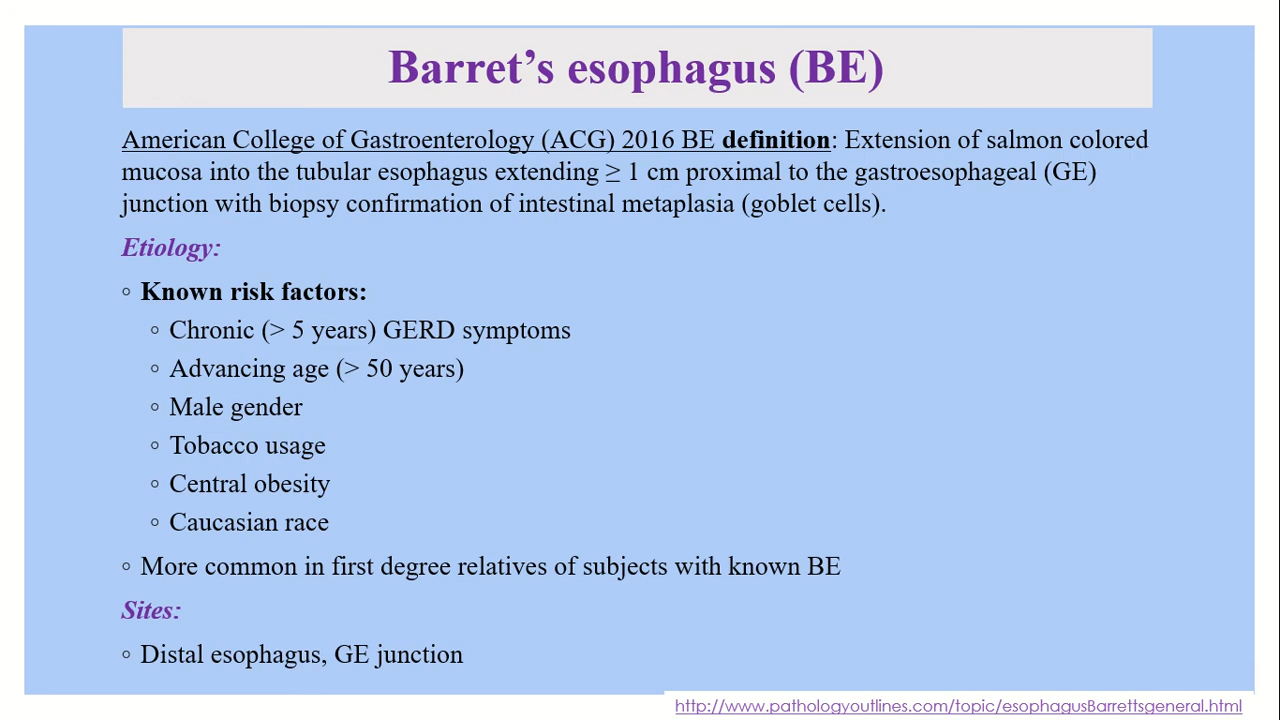 Barret’s esophagus (BE)
American College of Gastroenterology (ACG) 2016 BE definition: Extension of salmon colored
mucosa into the tubular esophagus extending ≥ 1 cm proximal to the gastroesophageal (GE)
junction with biopsy confirmation of intestinal metaplasia (goblet cells).
Etiology:
◦ Known risk factors:
◦ Chronic (> 5 years) GERD symptoms
◦ Advancing age (> 50 years)
◦ Male gender
◦ Tobacco usage
◦ Central obesity
◦ Caucasian race
◦ More common in first degree relatives of subjects with known BE
Sites:
◦ Distal esophagus, GE junction
http://www.pathologyoutlines.com/topic/esophagusBarrettsgeneral.html